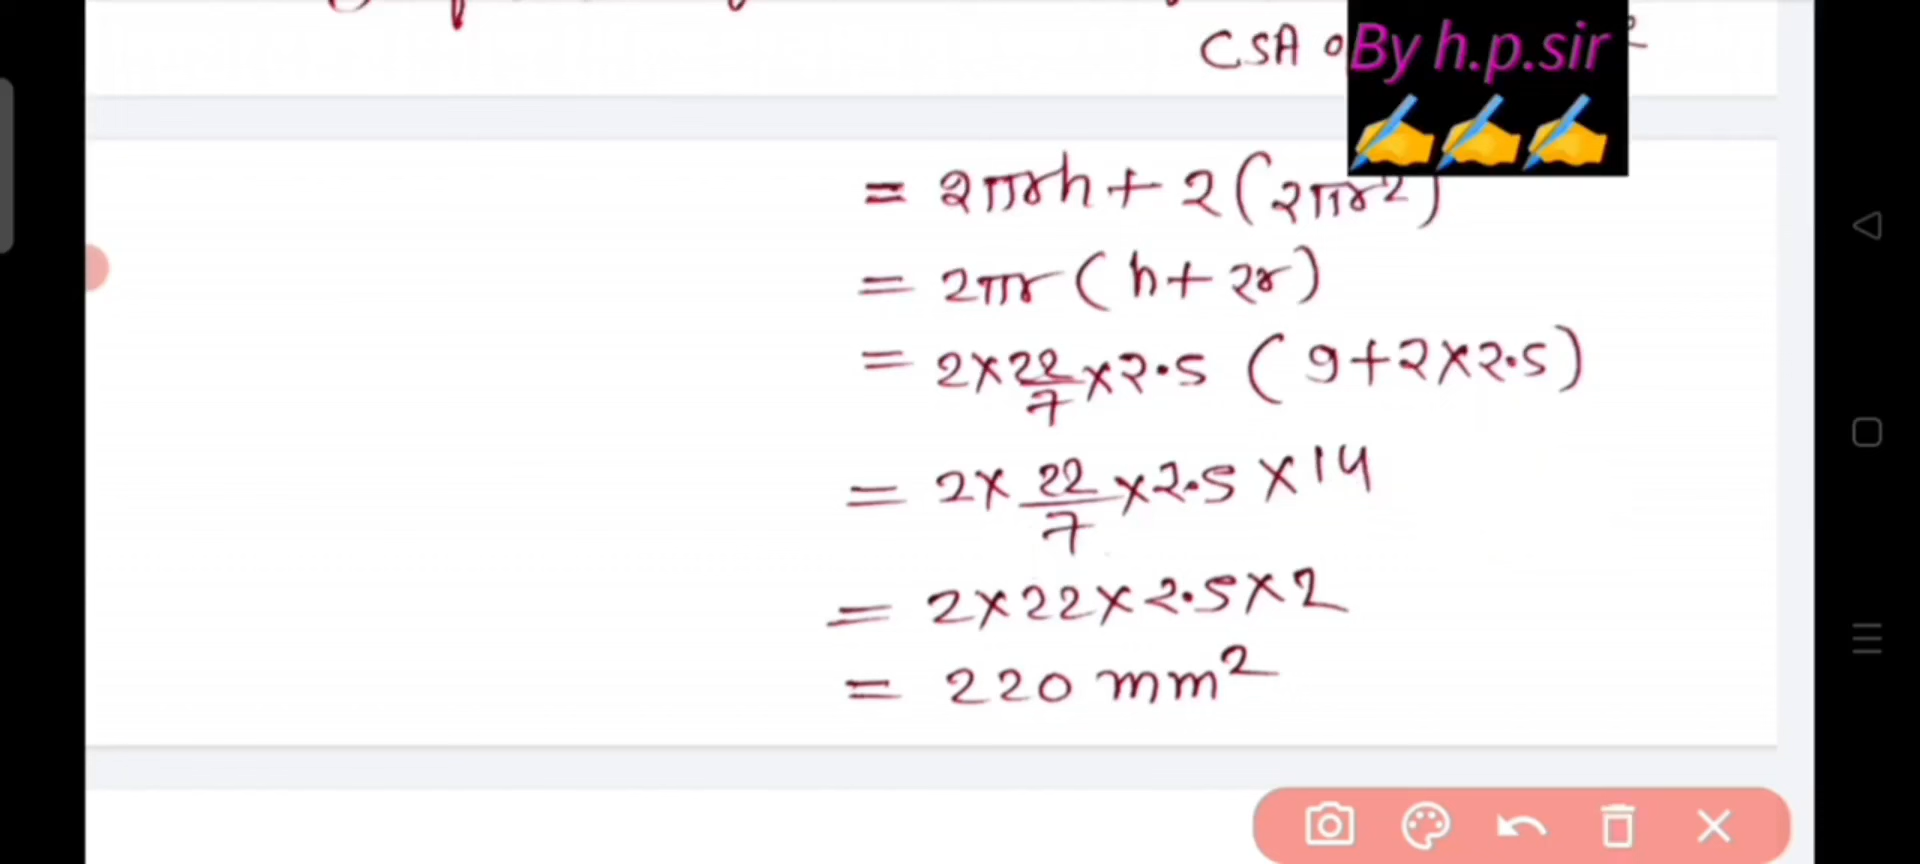 CSA
By h.p.sir
✍✍✍
= 2πrh + 2(2πr²)
= 2πr(h+2r)
= 2×22/7×2.5 (9+2×2.5)
= 2×22/7×2.5×14
= 2×22×2.5×2
= 220 mm²